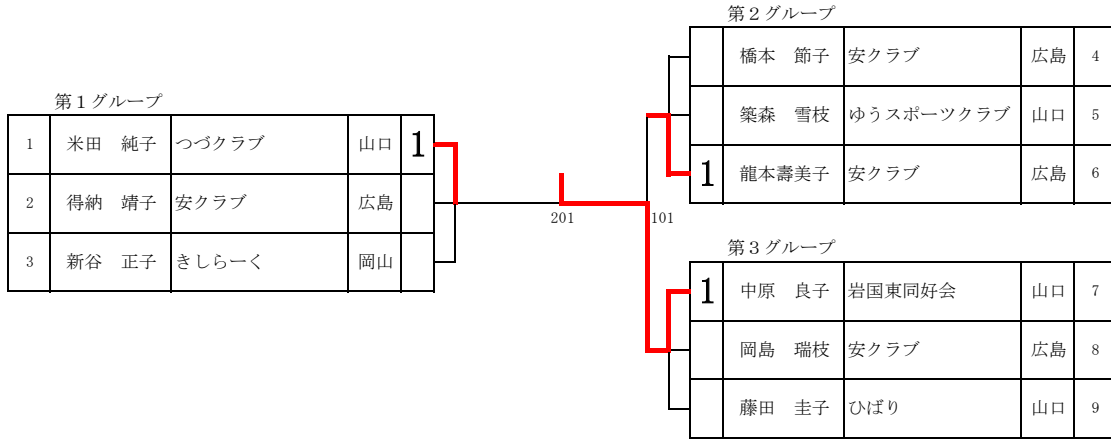 第１グループ
1 米田　純子 つづクラブ 山口 1
2 得納　靖子 安クラブ 広島
3 新谷　正子 きしらーく 岡山
201
101
第２グループ
橋本　節子 安クラブ 広島 4
築森　雪枝 ゆうスポーツクラブ 山口 5
1 龍本壽美子 安クラブ 広島 6
第３グループ
1 中原　良子 岩国東同好会 山口 7
岡島　瑞枝 安クラブ 広島 8
藤田　圭子 ひばり 山口 9